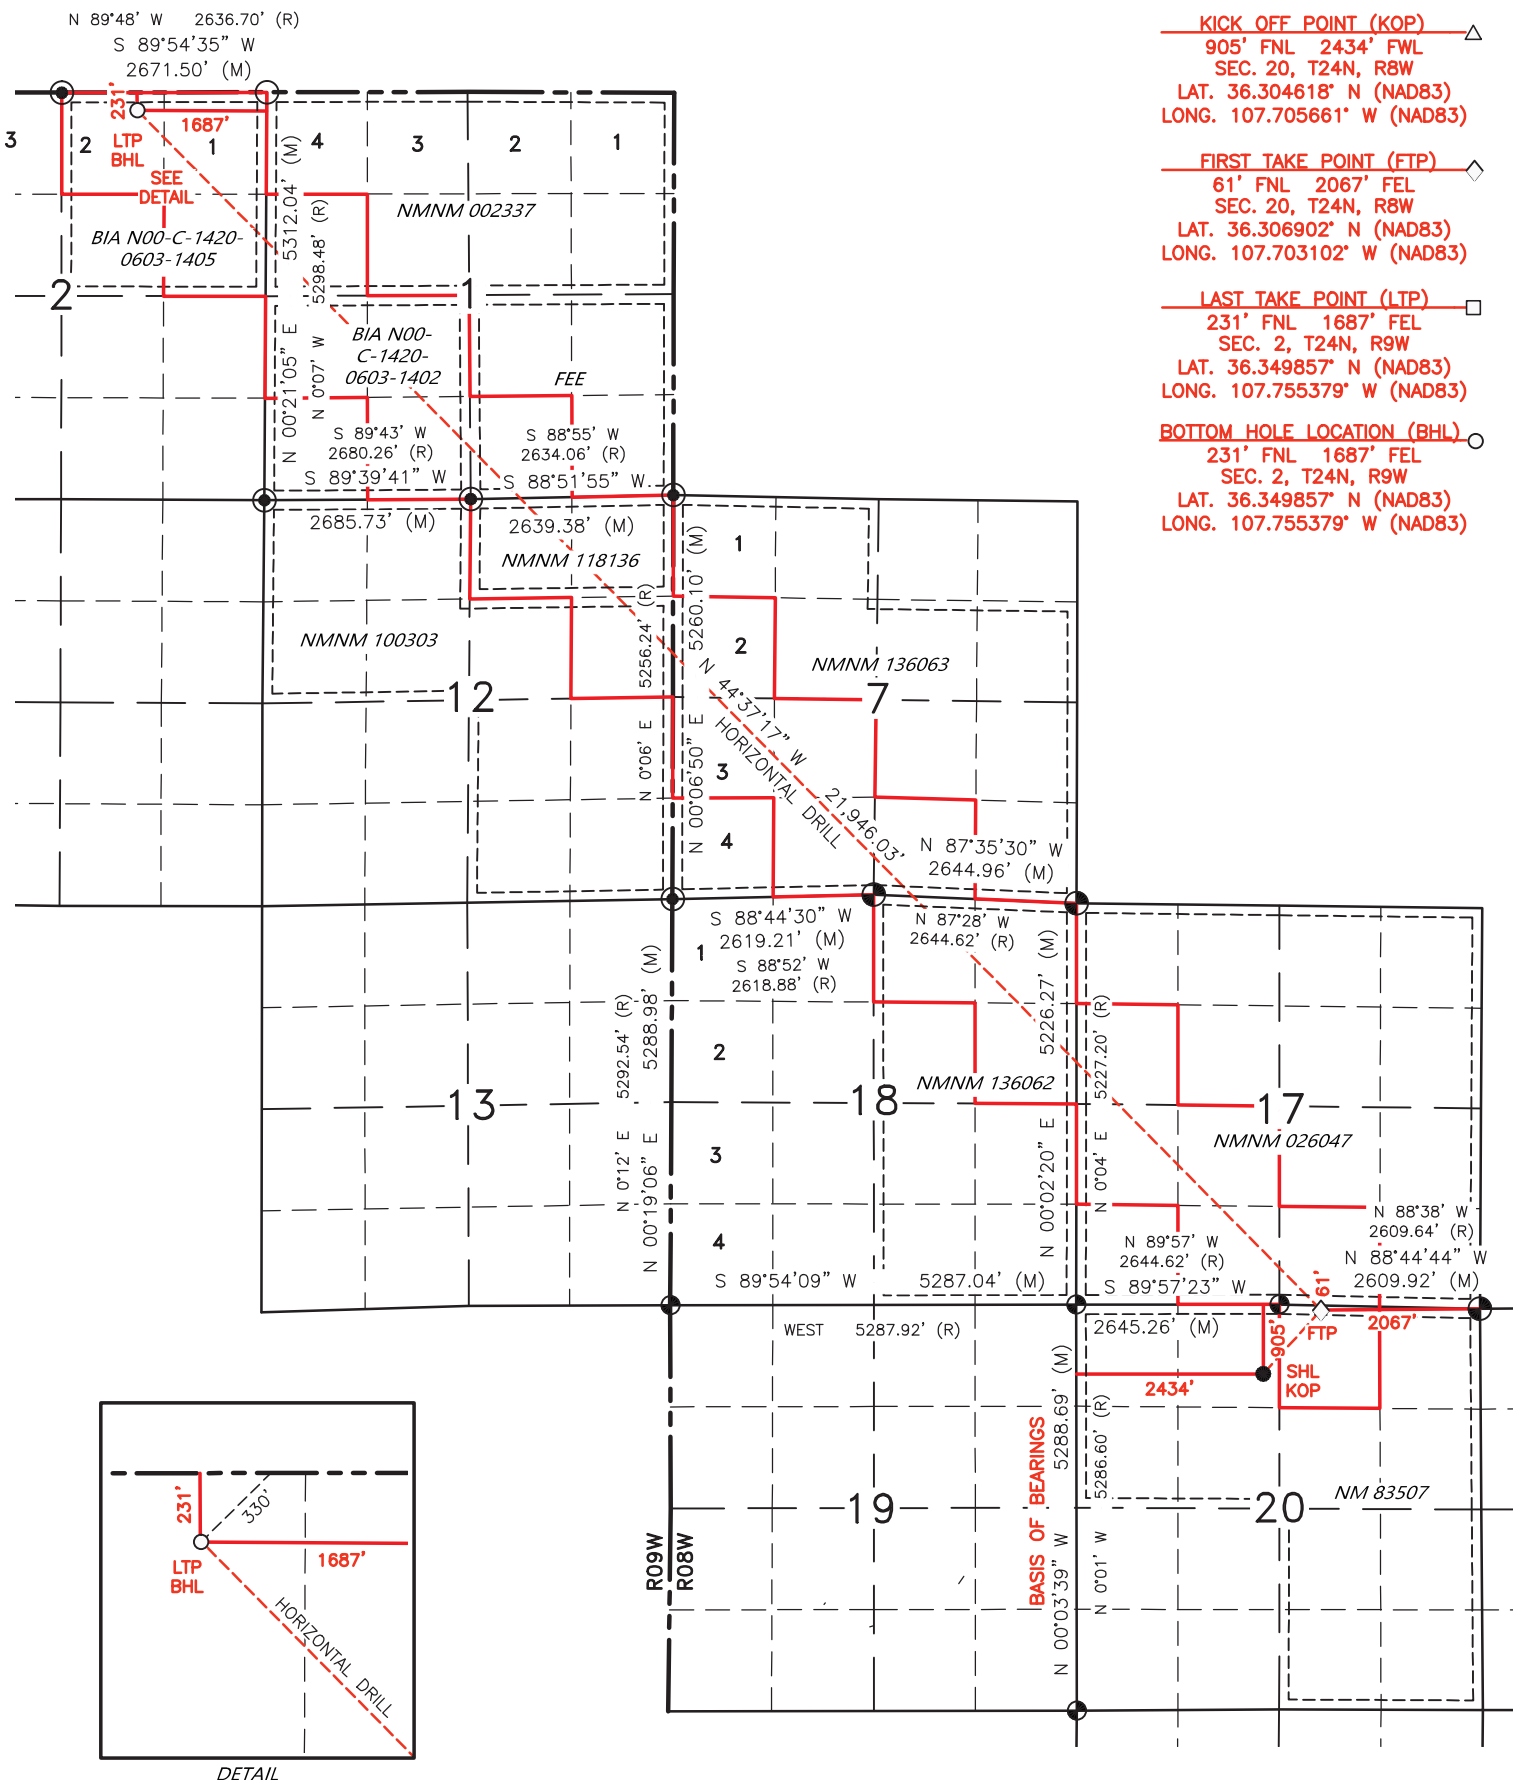 N 89°48' W 2636.70' (R)
S 89°54'35" W
2671.50' (M)
KICK OFF POINT (KOP)
905' FNL 2434' FWL
SEC. 20, T24N, R8W
LAT. 36.304618° N (NAD83)
LONG. 107.705661° W (NAD83)
FIRST TAKE POINT (FTP)
61' FNL 2067' FEL
SEC. 20, T24N, R8W
LAT. 36.306902° N (NAD83)
LONG. 107.703102° W (NAD83)
LAST TAKE POINT (LTP)
231' FNL 1687' FEL
SEC. 2, T24N, R9W
LAT. 36.349857° N (NAD83)
LONG. 107.755379° W (NAD83)
BOTTOM HOLE LOCATION (BHL)
231' FNL 1687' FEL
SEC. 2, T24N, R9W
LAT. 36.349857° N (NAD83)
LONG. 107.755379° W (NAD83)
231'
1687'
LTP
BHL
SEE
DETAIL
3
2
1
4
3
2
1
BIA N00-C-1420-
0603-1405
NMNM 002337
2
1
N 00°21'05" E 5312.04' (M)
N 0°07' W 5298.48' (R)
BIA N00-
C-1420-
0603-1402
FEE
S 89°43' W
2680.26' (R)
S 89°39'41" W
2685.73' (M)
S 88°55' W
2634.06' (R)
S 88°51'55" W
2639.38' (M)
NMNM 118136
NMNM 100303
12
N 0°06' E 5256.24' (R)
N 00°06'50" E 5260.10' (M)
1
2
3
4
NMNM 136063
7
N 44°37'17" W 21,946.03'
HORIZONTAL DRILL
N 87°35'30" W
2644.96' (M)
N 87°28' W
2644.62' (R)
S 88°44'30" W
2619.21' (M)
S 88°52' W
2618.88' (R)
1
2
3
4
13
N 0°12' E 5292.54' (R)
N 00°19'06" E 5288.98' (M)
18
NMNM 136062
N 00°02'20" E 5226.27' (M)
N 0°04' E 5227.20' (R)
17
NMNM 026047
N 88°38' W
2609.64' (R)
N 88°44'44" W
2609.92' (M)
N 89°57' W
2644.62' (R)
S 89°57'23" W
2645.26' (M)
S 89°54'09" W 5287.04' (M)
WEST 5287.92' (R)
61'
FTP
2067'
905'
SHL
KOP
2434'
BASIS OF BEARINGS
N 00°03'39" W 5288.69' (M)
N 0°01' W 5286.60' (R)
19
20
NM 83507
R09W
R08W
231'
330'
1687'
LTP
BHL
HORIZONTAL DRILL
DETAIL